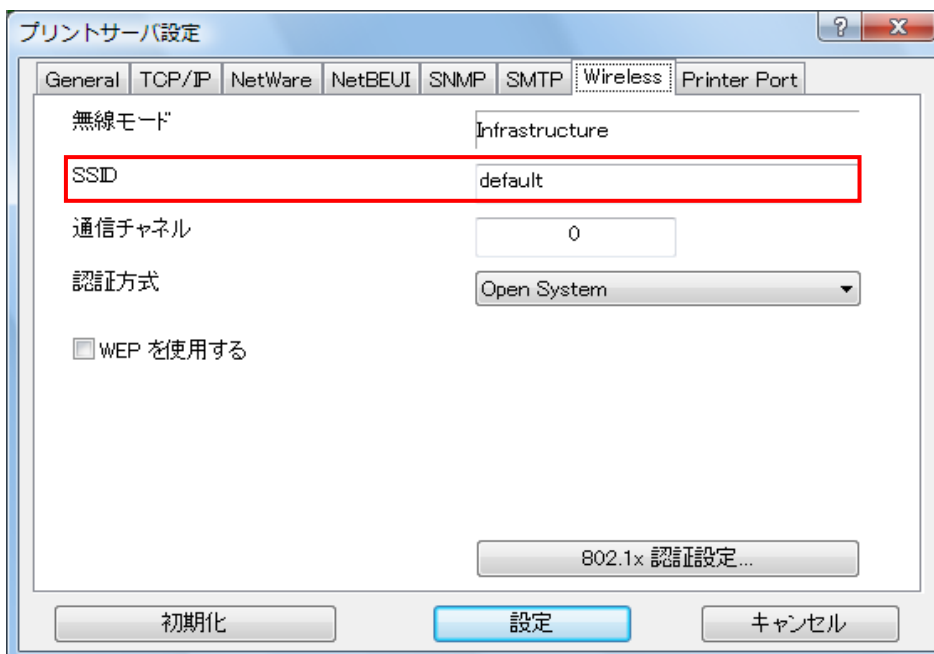 プリントサーバ設定
General TCP/IP NetWare NetBEUI SNMP SMTP Wireless Printer Port
無線モード Infrastructure
SSID default
通信チャネル 0
認証方式 Open System
WEP を使用する
802.1x 認証設定...
初期化 設定 キャンセル